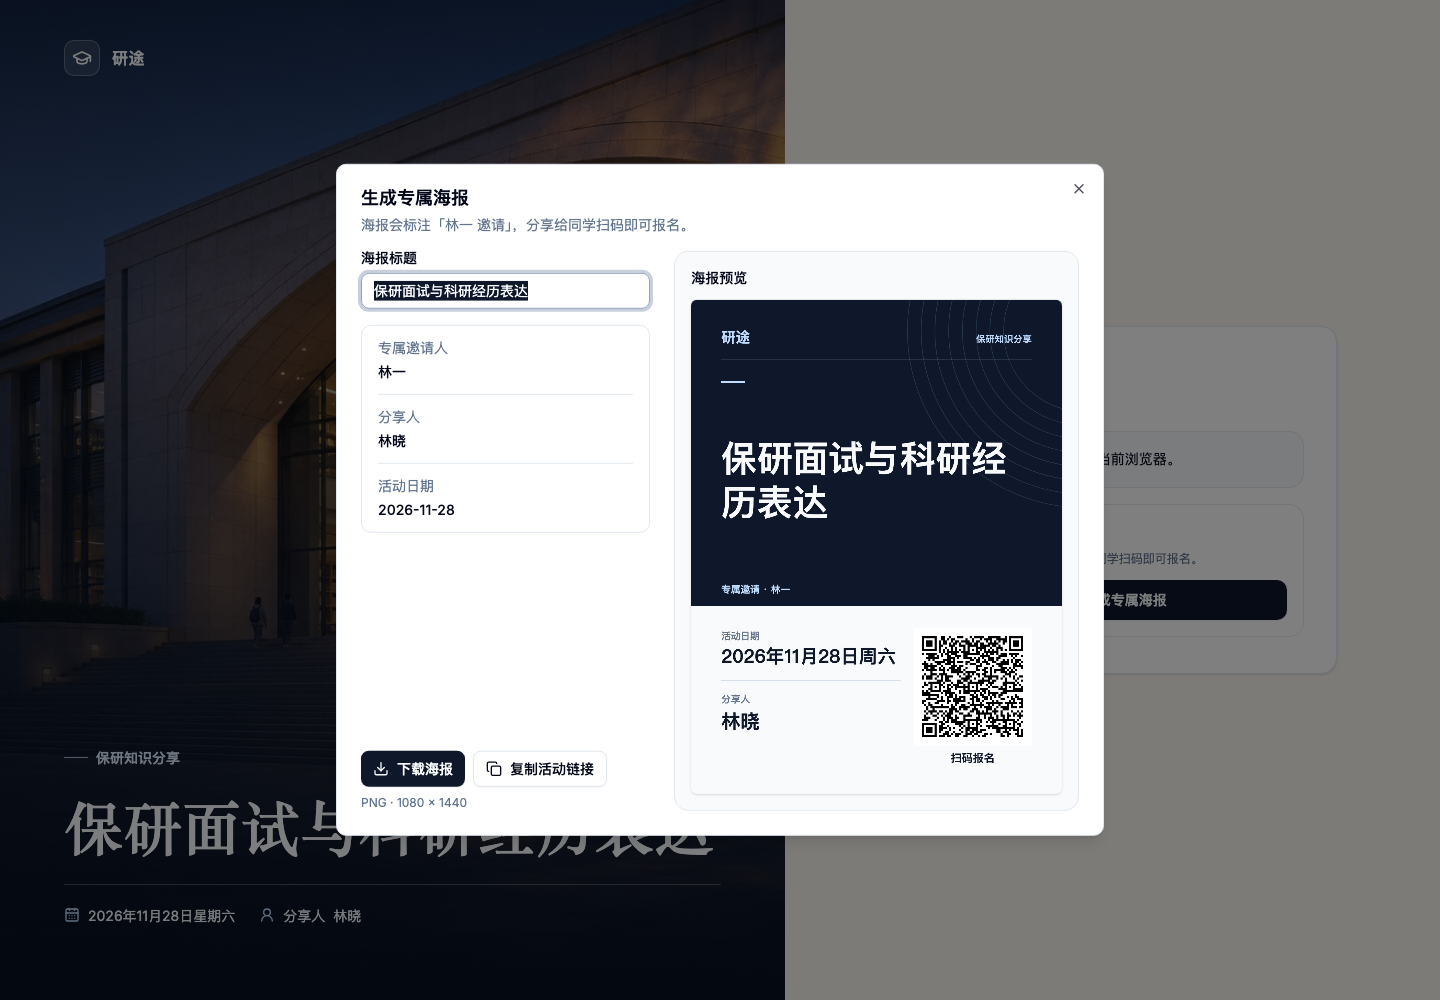 研途
生成专属海报
海报会标注「林一 邀请」，分享给同学扫码即可报名。
海报标题
保研面试与科研经历表达
专属邀请人
林一
分享人
林晓
活动日期
2026-11-28
下载海报
复制活动链接
PNG · 1080 × 1440
海报预览
研途
保研知识分享
保研面试与科研经
历表达
专属邀请 · 林一
活动日期
2026年11月28日周六
分享人
林晓
扫码报名
当前浏览器。
同学扫码即可报名。
成专属海报
保研知识分享
保研面试与科研经历表达
2026年11月28日星期六
分享人 林晓